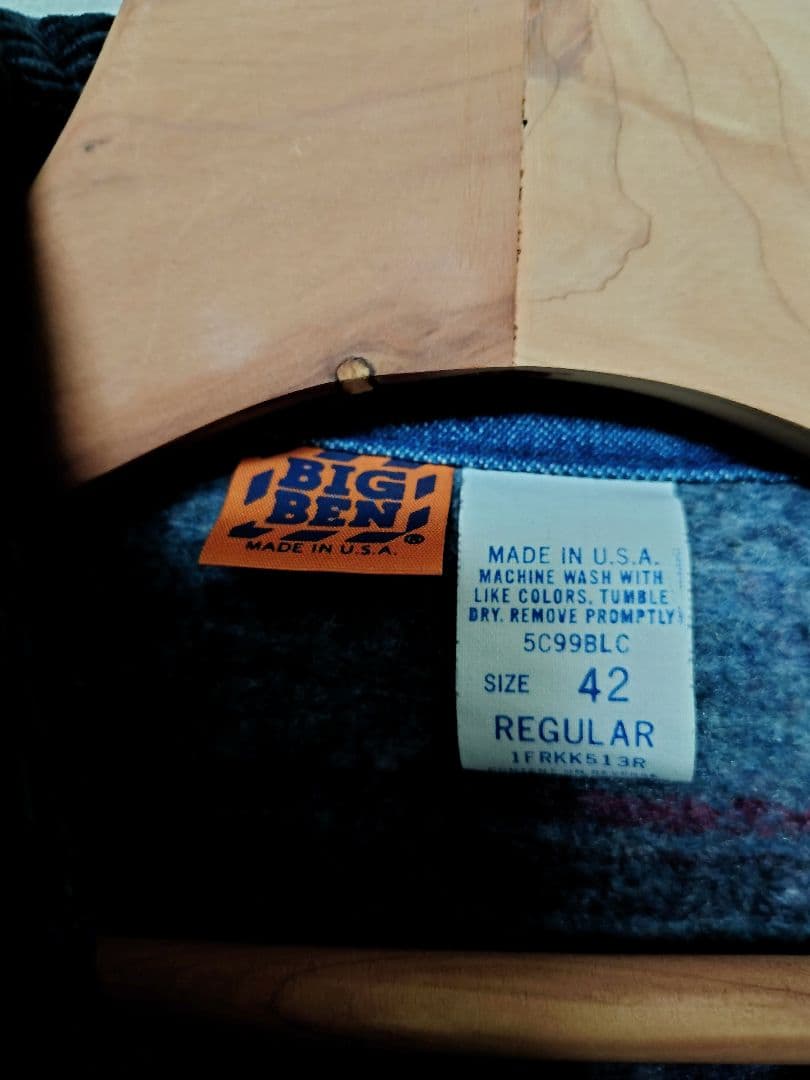 BIG
BEN
®
MADE IN U.S.A.
MADE IN U.S.A.
MACHINE WASH WITH
LIKE COLORS, TUMBLE
DRY. REMOVE PROMPTLY
5C99BLC
SIZE 42
REGULAR
1FRKK513R